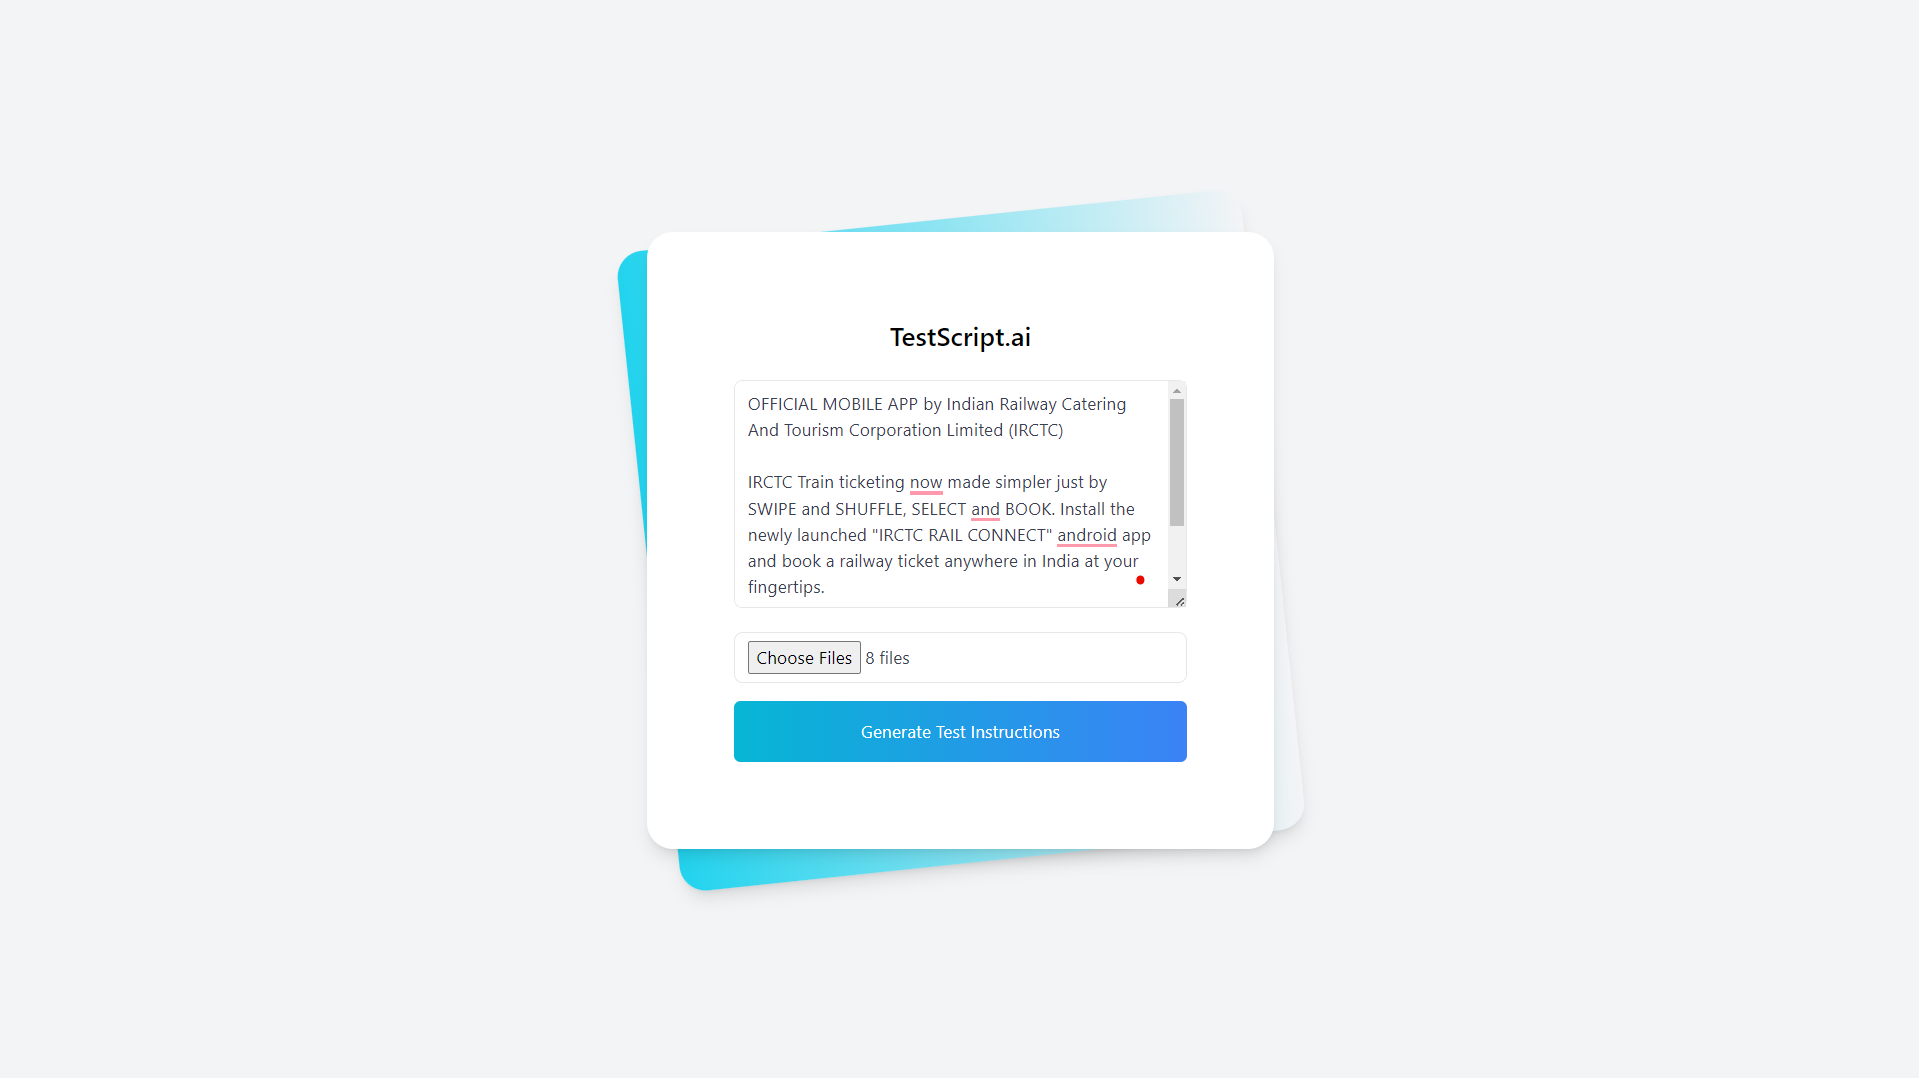 TestScript.ai
OFFICIAL MOBILE APP by Indian Railway Catering
And Tourism Corporation Limited (IRCTC)
IRCTC Train ticketing now made simpler just by
SWIPE and SHUFFLE, SELECT and BOOK. Install the
newly launched "IRCTC RAIL CONNECT" android app
and book a railway ticket anywhere in India at your
fingertips.
Choose Files 8 files
Generate Test Instructions